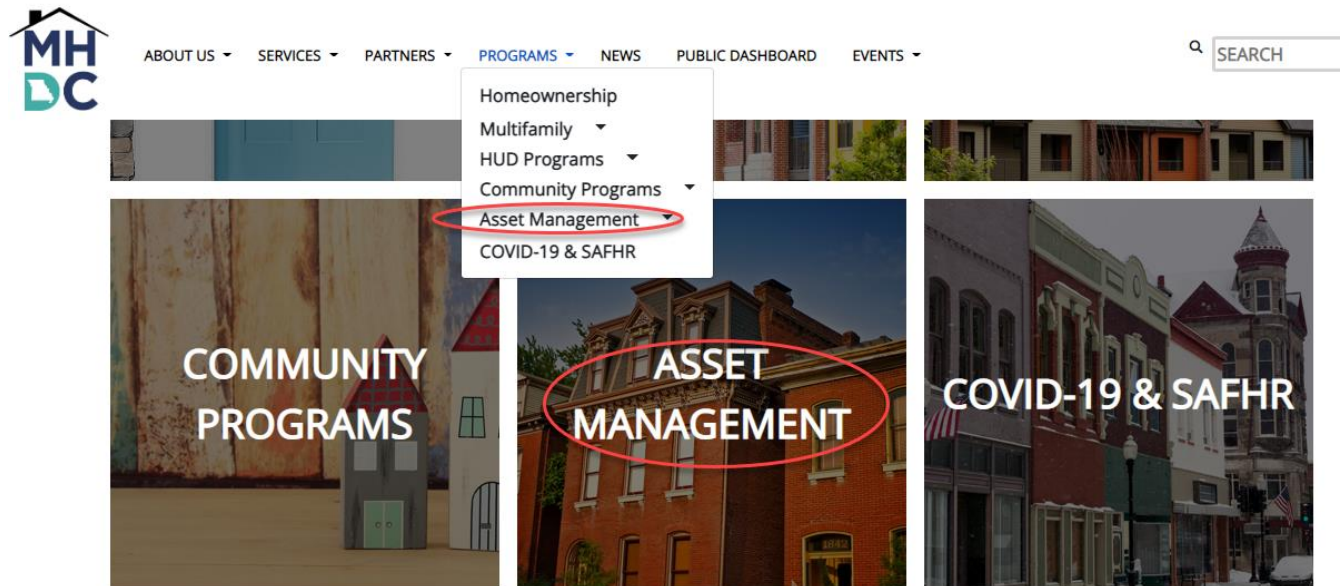 MH
DC
ABOUT US
SERVICES
PARTNERS
PROGRAMS
NEWS
PUBLIC DASHBOARD
EVENTS
SEARCH
Homeownership
Multifamily
HUD Programs
Community Programs
Asset Management
COVID-19 & SAFHR
COMMUNITY
PROGRAMS
ASSET
MANAGEMENT
1842
COVID-19 & SAFHR